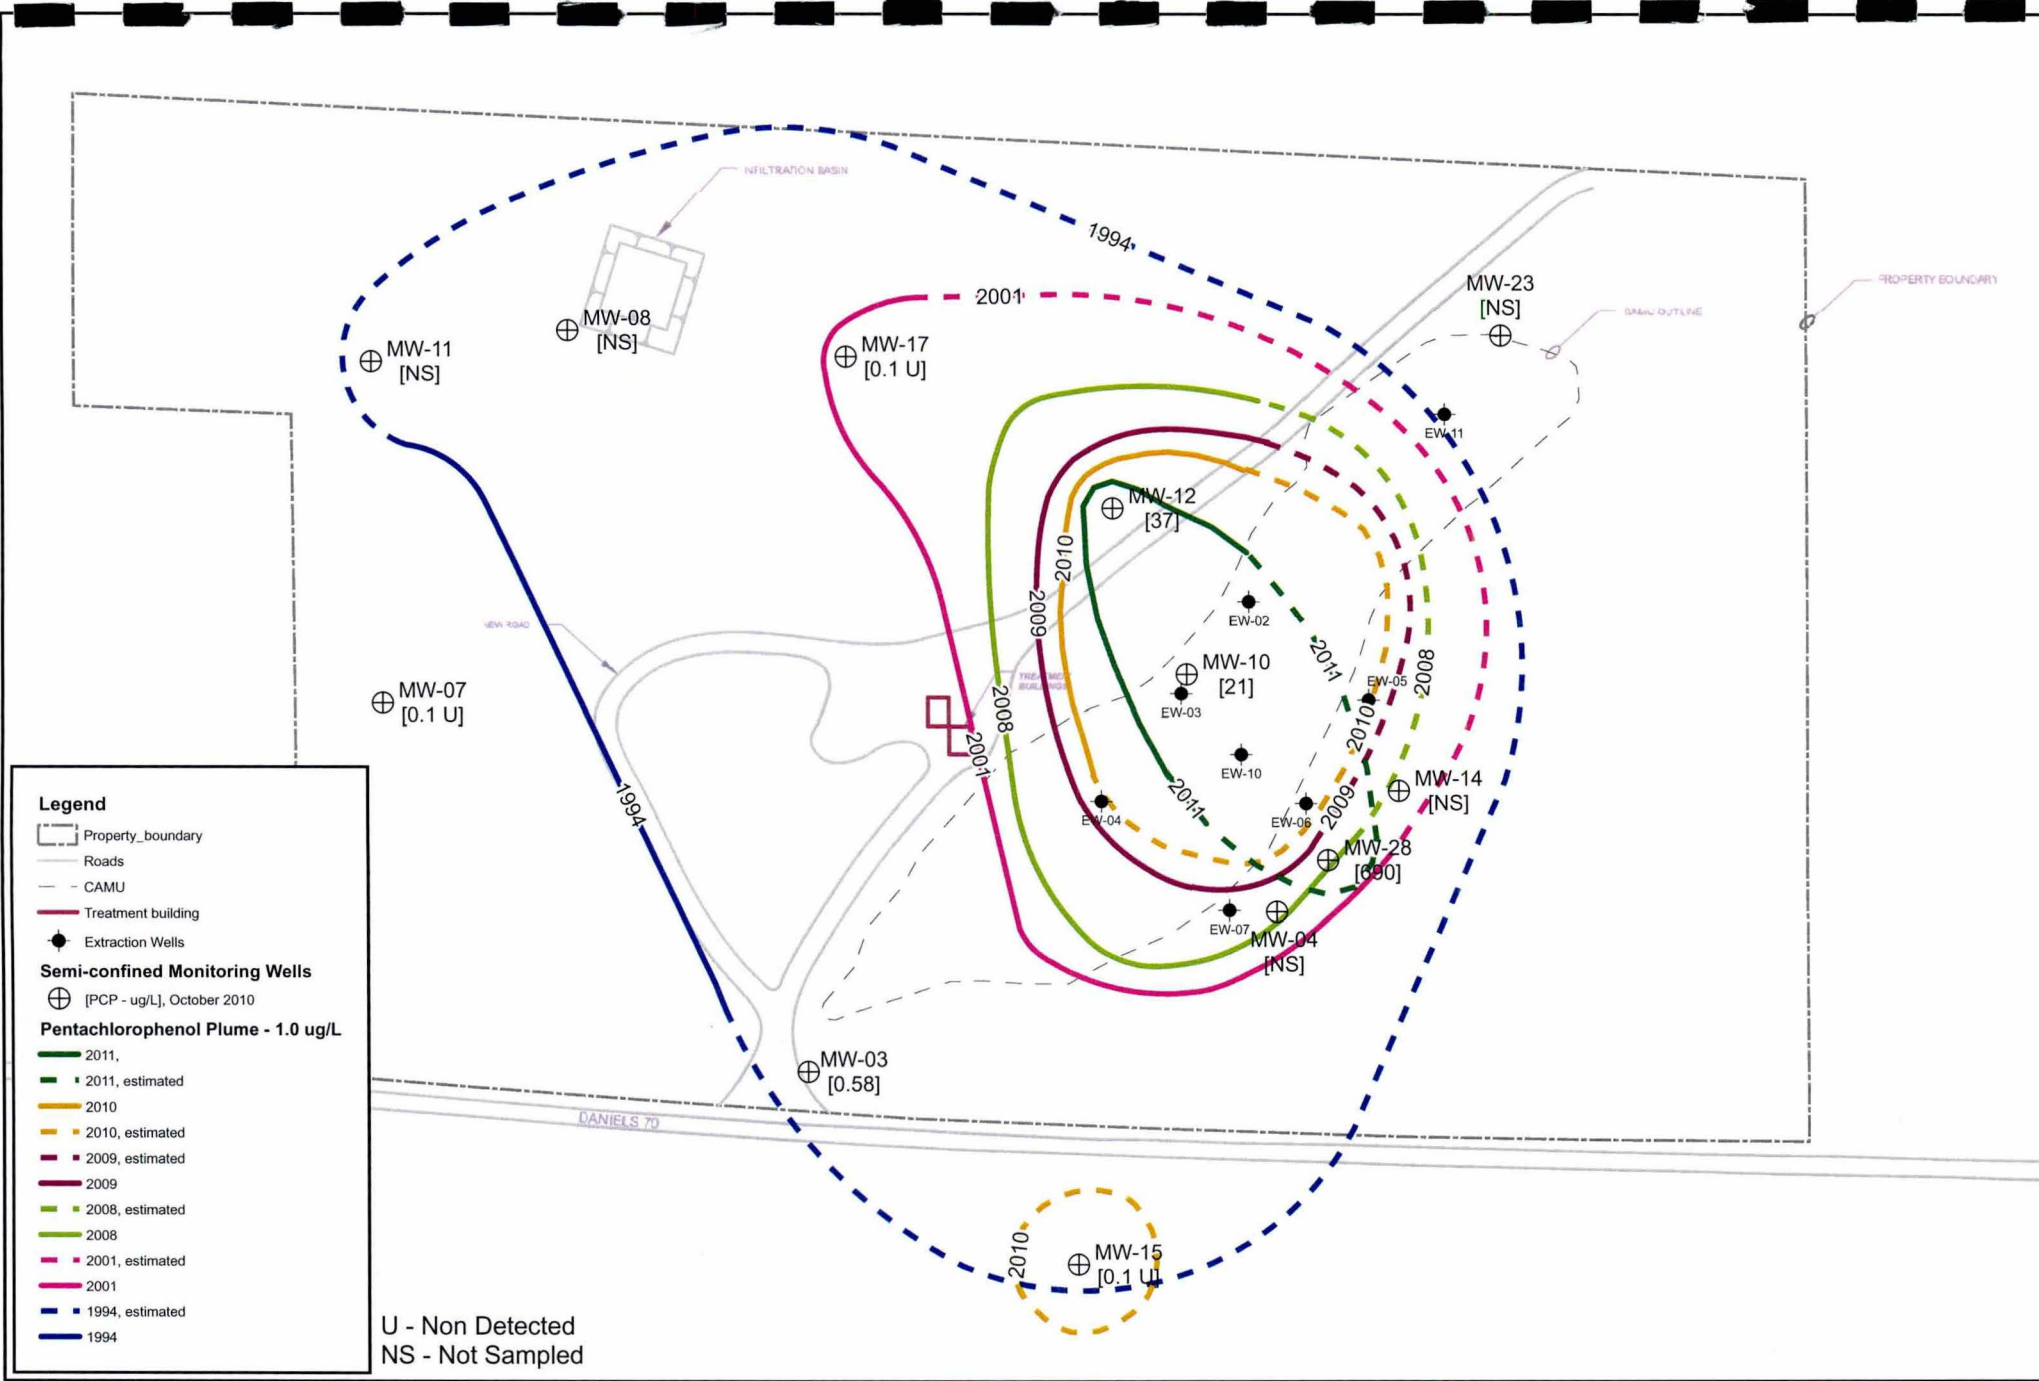 INFILTRATION BASIN
1994
MW-23
[NS]
PROPERTY BOUNDARY
2001
CAMU OUTLINE
MW-08
[NS]
MW-17
[0.1 U]
MW-11
[NS]
EW-11
MW-12
[37]
2010
2009
EW-02
NEW ROAD
2011
2008
MW-10
[21]
TREATMENT
BUILDINGS
EW-05
MW-07
[0.1 U]
EW-03
2008
2010
2001
EW-10
MW-14
[NS]
1994
2011
2009
EW-04
EW-06
MW-28
[690]
EW-07
MW-04
[NS]
MW-03
[0.58]
DANIELS 70
2010
MW-15
[0.1 U]
Legend
Property_boundary
Roads
CAMU
Treatment building
Extraction Wells
Semi-confined Monitoring Wells
[PCP - ug/L], October 2010
Pentachlorophenol Plume - 1.0 ug/L
2011,
2011, estimated
2010
2010, estimated
2009, estimated
2009
2008, estimated
2008
2001, estimated
2001
1994, estimated
1994
U - Non Detected
NS - Not Sampled